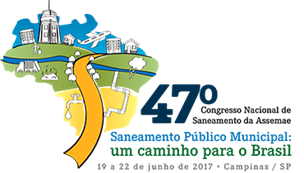 47º
Congresso Nacional de
Saneamento da Assemae
Saneamento Público Municipal:
um caminho para o Brasil
19 a 22 de junho de 2017 • Campinas / SP